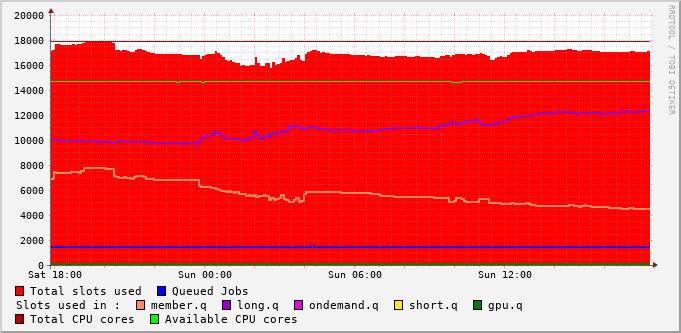 20000
18000
16000
14000
12000
10000
8000
6000
4000
2000
0
Sat 18:00 Sun 00:00 Sun 06:00 Sun 12:00
RRDTOOL / TOBI OETIKER
Total slots used Queued Jobs
Slots used in : member.q long.q ondemand.q short.q gpu.q
Total CPU cores Available CPU cores